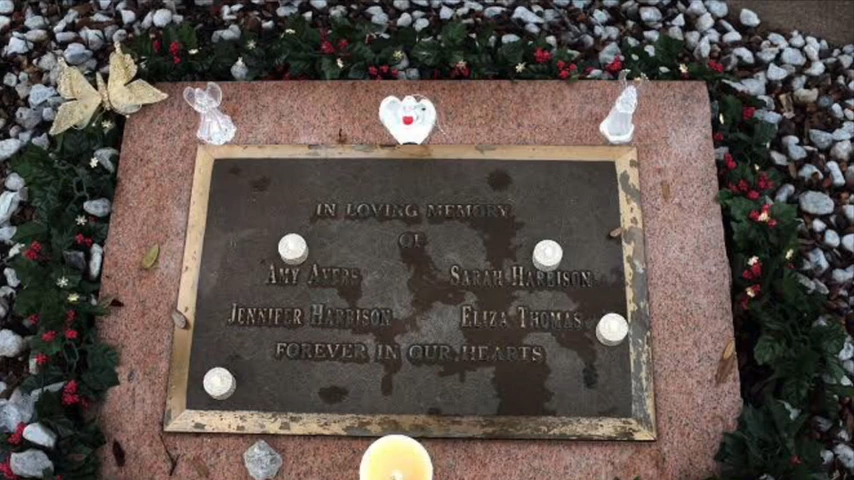 IN LOVING MEMORY
OF
AMY AYERS SARAH HARBISON
JENNIFER HARBISON ELIZA THOMAS
FOREVER IN OUR HEARTS